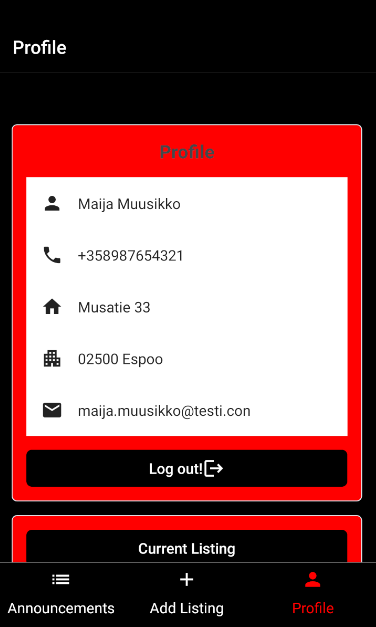 Profile
Profile
Maija Muusikko
+358987654321
Musatie 33
02500 Espoo
maija.muusikko@testi.con
Log out!
Current Listing
Announcements
Add Listing
Profile